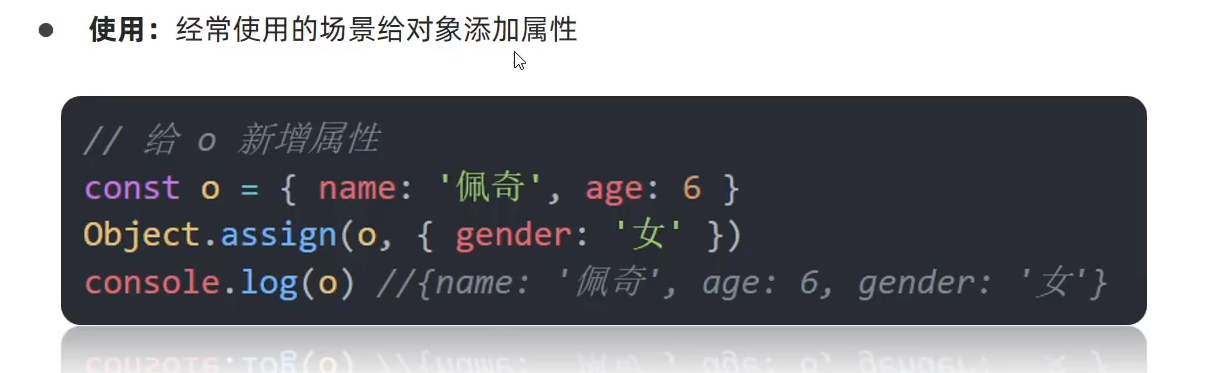 使用：经常使用的场景给对象添加属性
// 给 o 新增属性
const o = { name: '佩奇', age: 6 }
Object.assign(o, { gender: '女' })
console.log(o) //{name: '佩奇', age: 6, gender: '女'}